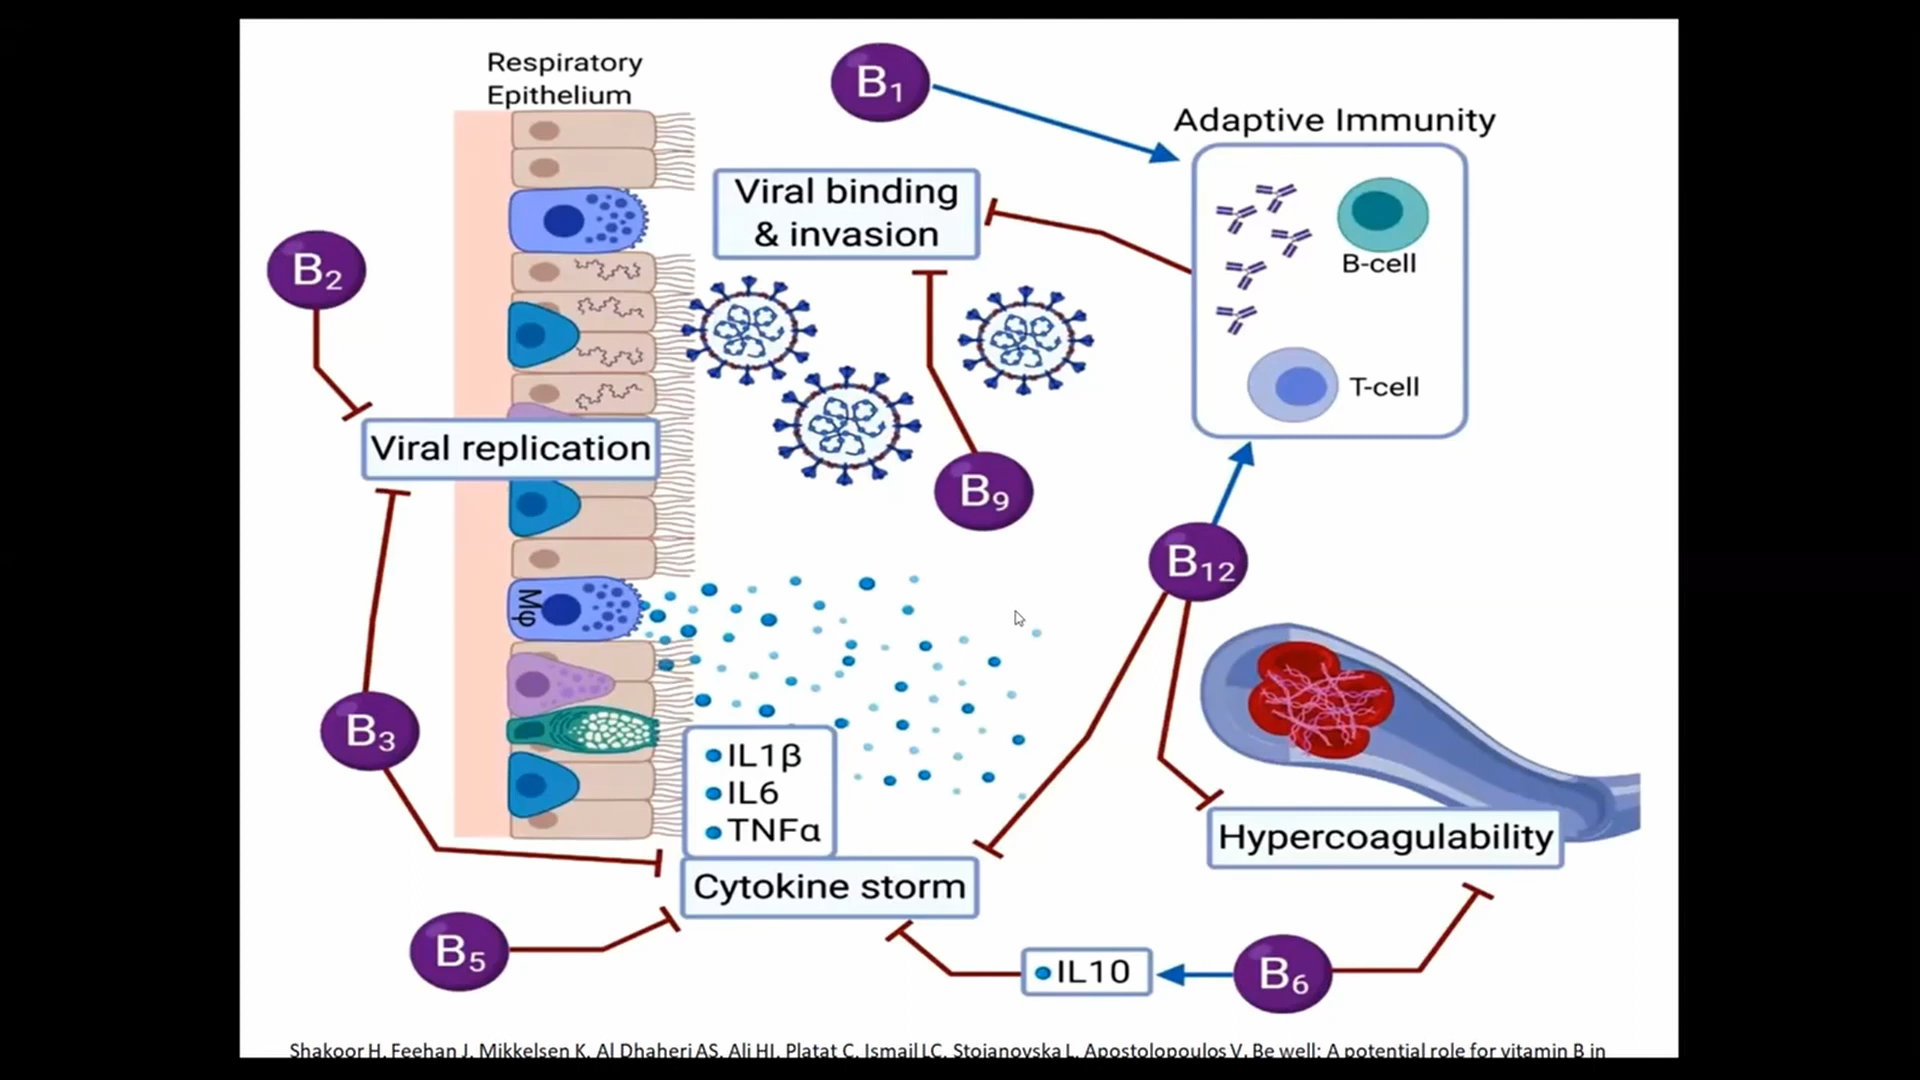 Respiratory
Epithelium
B₁
Adaptive Immunity
Viral binding
& invasion
B-cell
B₂
T-cell
Viral replication
B₉
B₁₂
Mφ
B₃
IL1β
IL6
TNFα
Hypercoagulability
Cytokine storm
B₅
IL10
B₆
Shakoor H, Feehan J, Mikkelsen K, Al Dhaheri AS, Ali HI, Platat C, Ismail LC, Stojanovska L, Apostolopoulos V. Be well: A potential role for vitamin B in